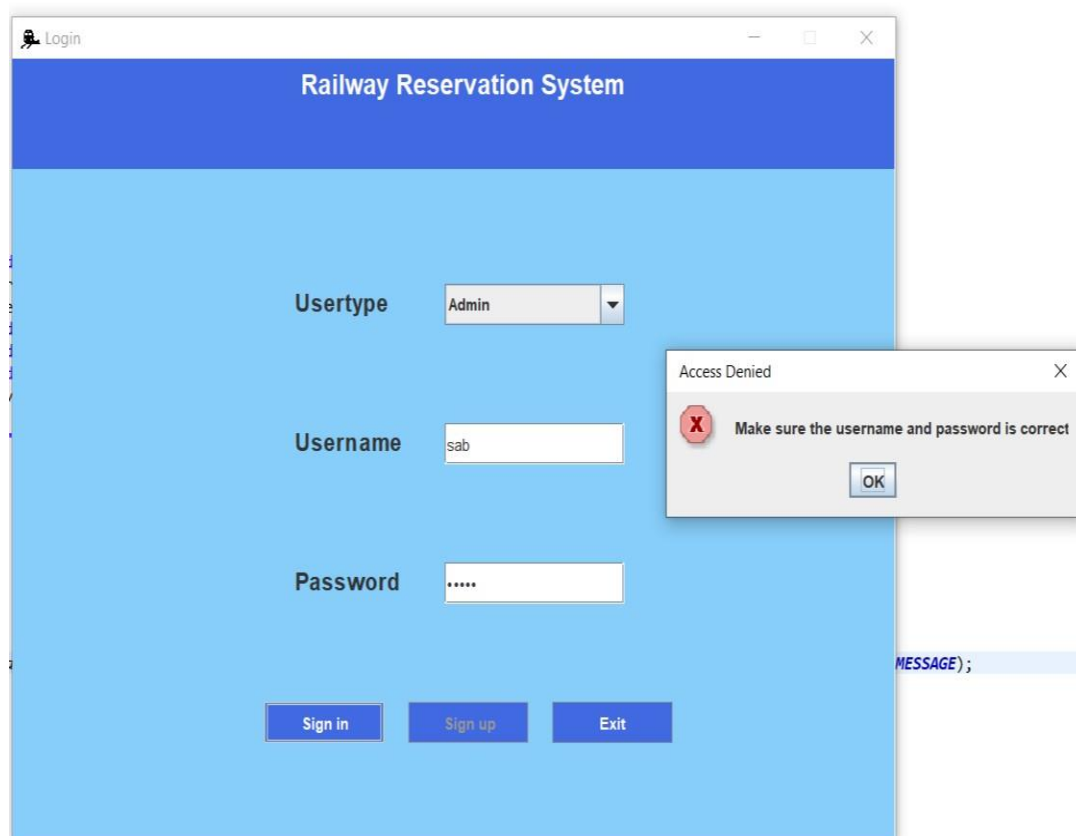 Login
Railway Reservation System
Usertype
Admin
Access Denied
Make sure the username and password is correct
OK
Username
sab
Password
•••••
MESSAGE);
Sign in
Sign up
Exit